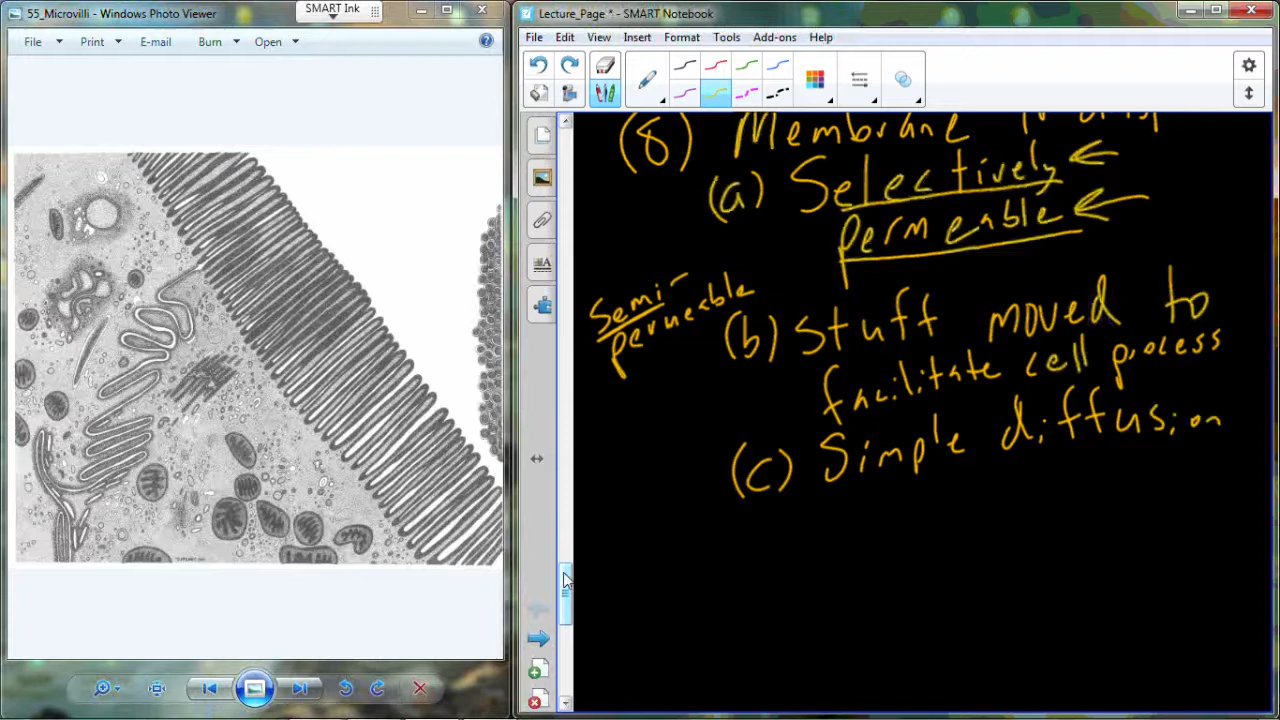 55_Microvilli - Windows Photo Viewer
SMART Ink
File Print E-mail Burn Open
Lecture_Page * - SMART Notebook
File Edit View Insert Format Tools Add-ons Help
(8) Membrane
(a) Selectively
permeable
Semi-
permeable
(b) Stuff moved to
facilitate cell process
(c) Simple diffusion